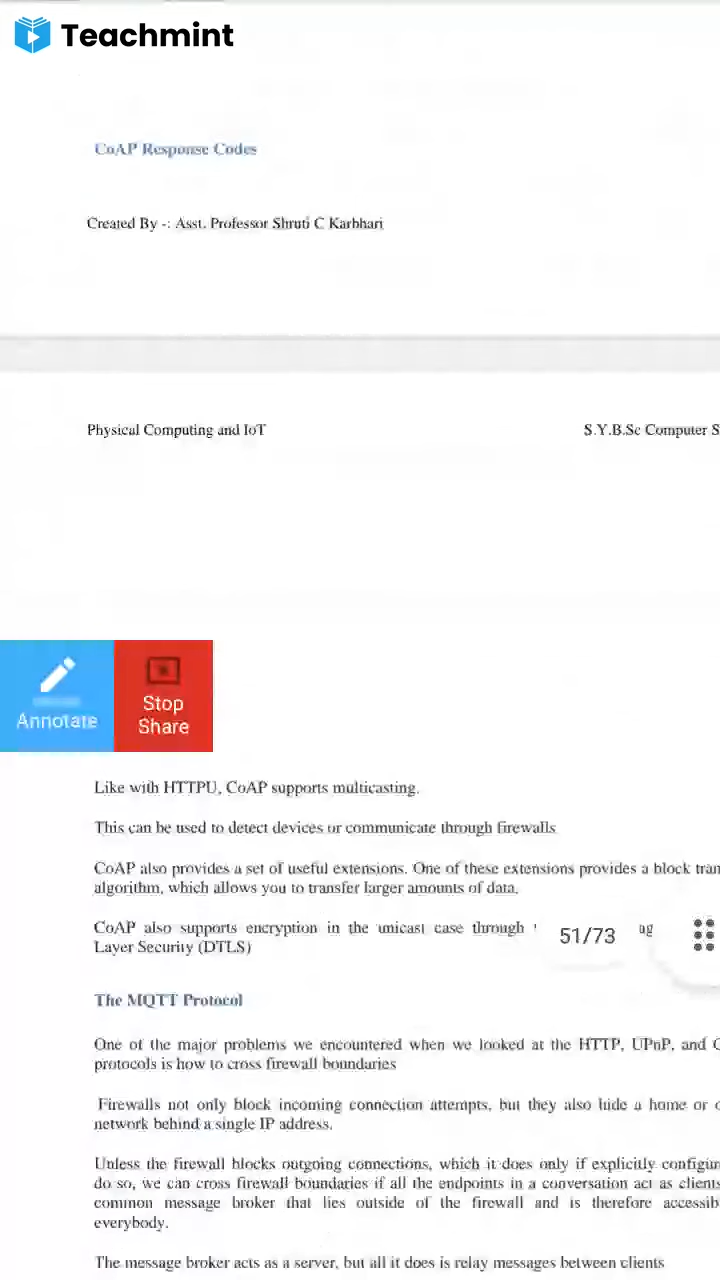 Teachmint
CoAP Response Codes
Created By -: Asst. Professor Shruti C Karbhari
Physical Computing and IoT
S.Y.B.Sc Computer S
Annotate
Stop
Share
Like with HTTPU, CoAP supports multicasting.
This can be used to detect devices or communicate through firewalls
CoAP also provides a set of useful extensions. One of these extensions provides a block tran
algorithm, which allows you to transfer larger amounts of data.
CoAP also supports encryption in the unicast case through
51/73
Layer Security (DTLS)
The MQTT Protocol
One of the major problems we encountered when we looked at the HTTP, UPnP, and C
protocols is how to cross firewall boundaries
Firewalls not only block incoming connection attempts, but they also hide a home or o
network behind a single IP address.
Unless the firewall blocks outgoing connections, which it does only if explicitly configur
do so, we can cross firewall boundaries if all the endpoints in a conversation act as clients
common message broker that lies outside of the firewall and is therefore accessib
everybody.
The message broker acts as a server, but all it does is relay messages between clients